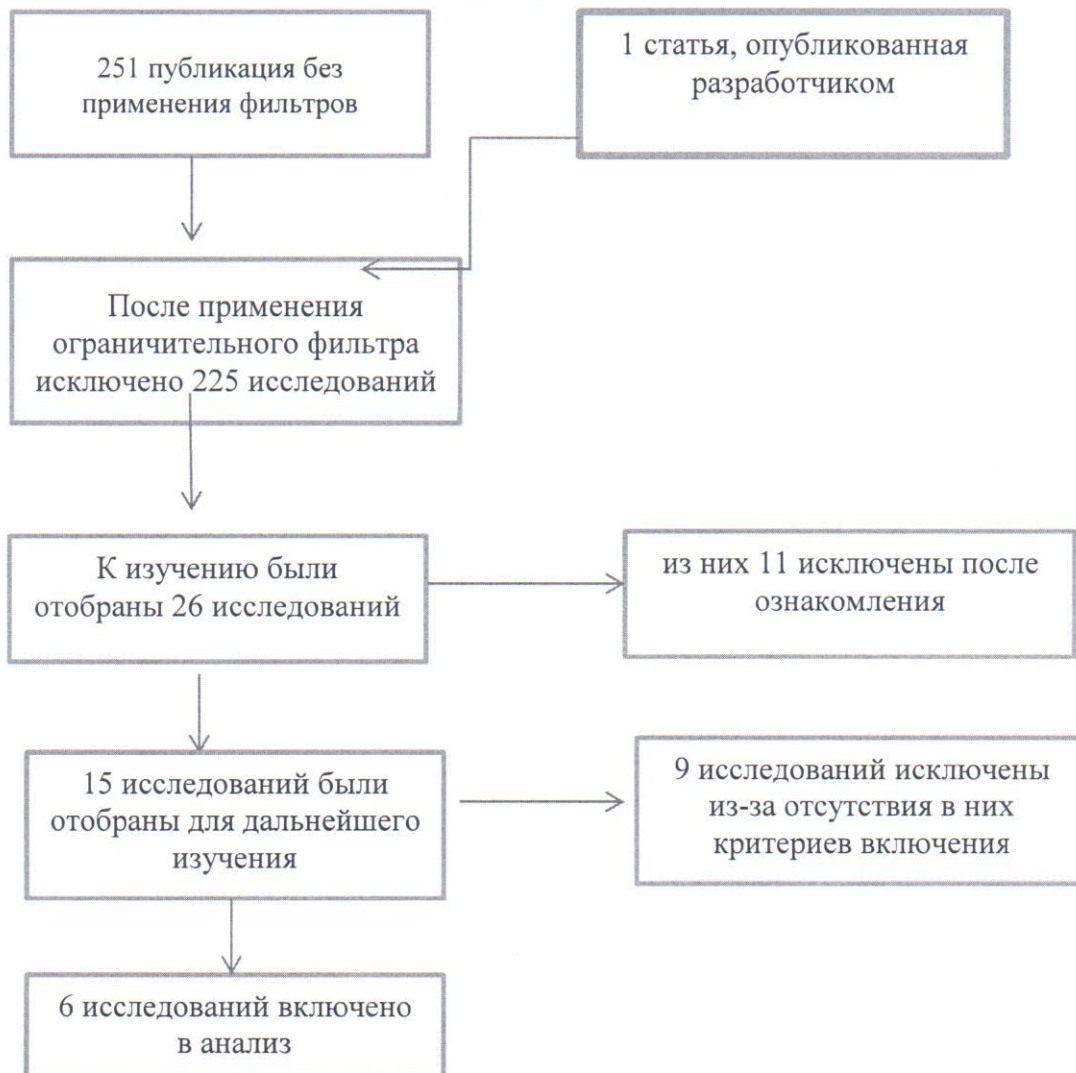 251 публикация без
применения фильтров
1 статья, опубликованная
разработчиком
После применения
ограничительного фильтра
исключено 225 исследований
К изучению были
отобраны 26 исследований
из них 11 исключены после
ознакомления
15 исследований были
отобраны для дальнейшего
изучения
9 исследований исключены
из-за отсутствия в них
критериев включения
6 исследований включено
в анализ